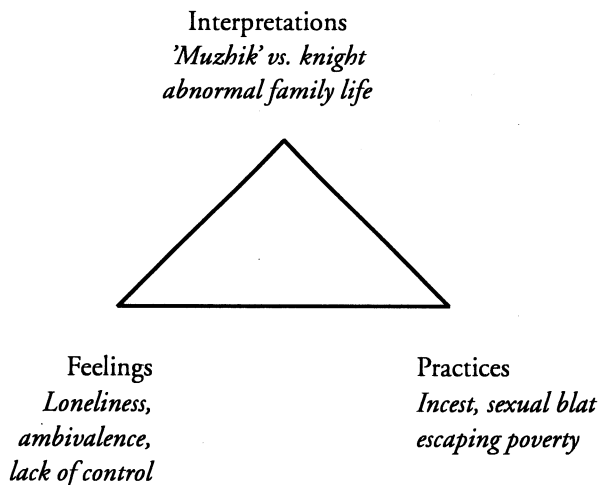 Interpretations
'Muzhik' vs. knight
abnormal family life
Feelings
Loneliness,
ambivalence,
lack of control
Practices
Incest, sexual blat
escaping poverty